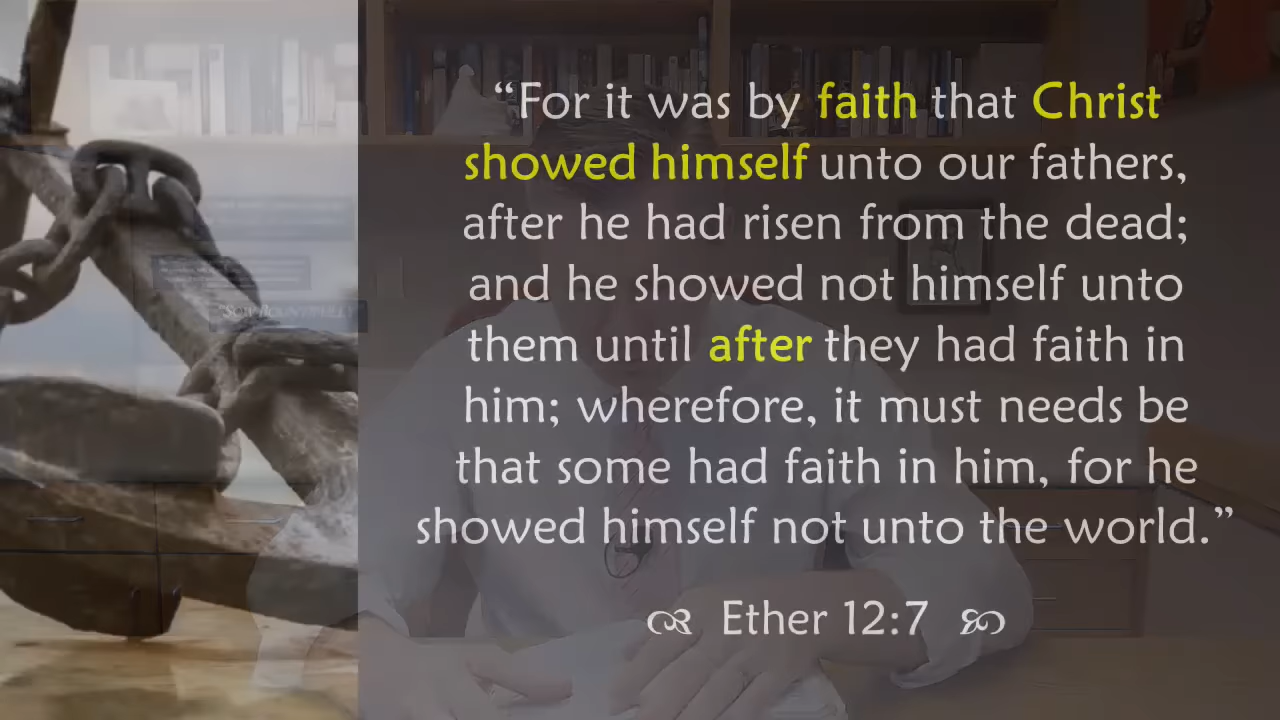 “For it was by faith that Christ
showed himself unto our fathers,
after he had risen from the dead;
and he showed not himself unto
them until after they had faith in
him; wherefore, it must needs be
that some had faith in him, for he
showed himself not unto the world.”
Ether 12:7